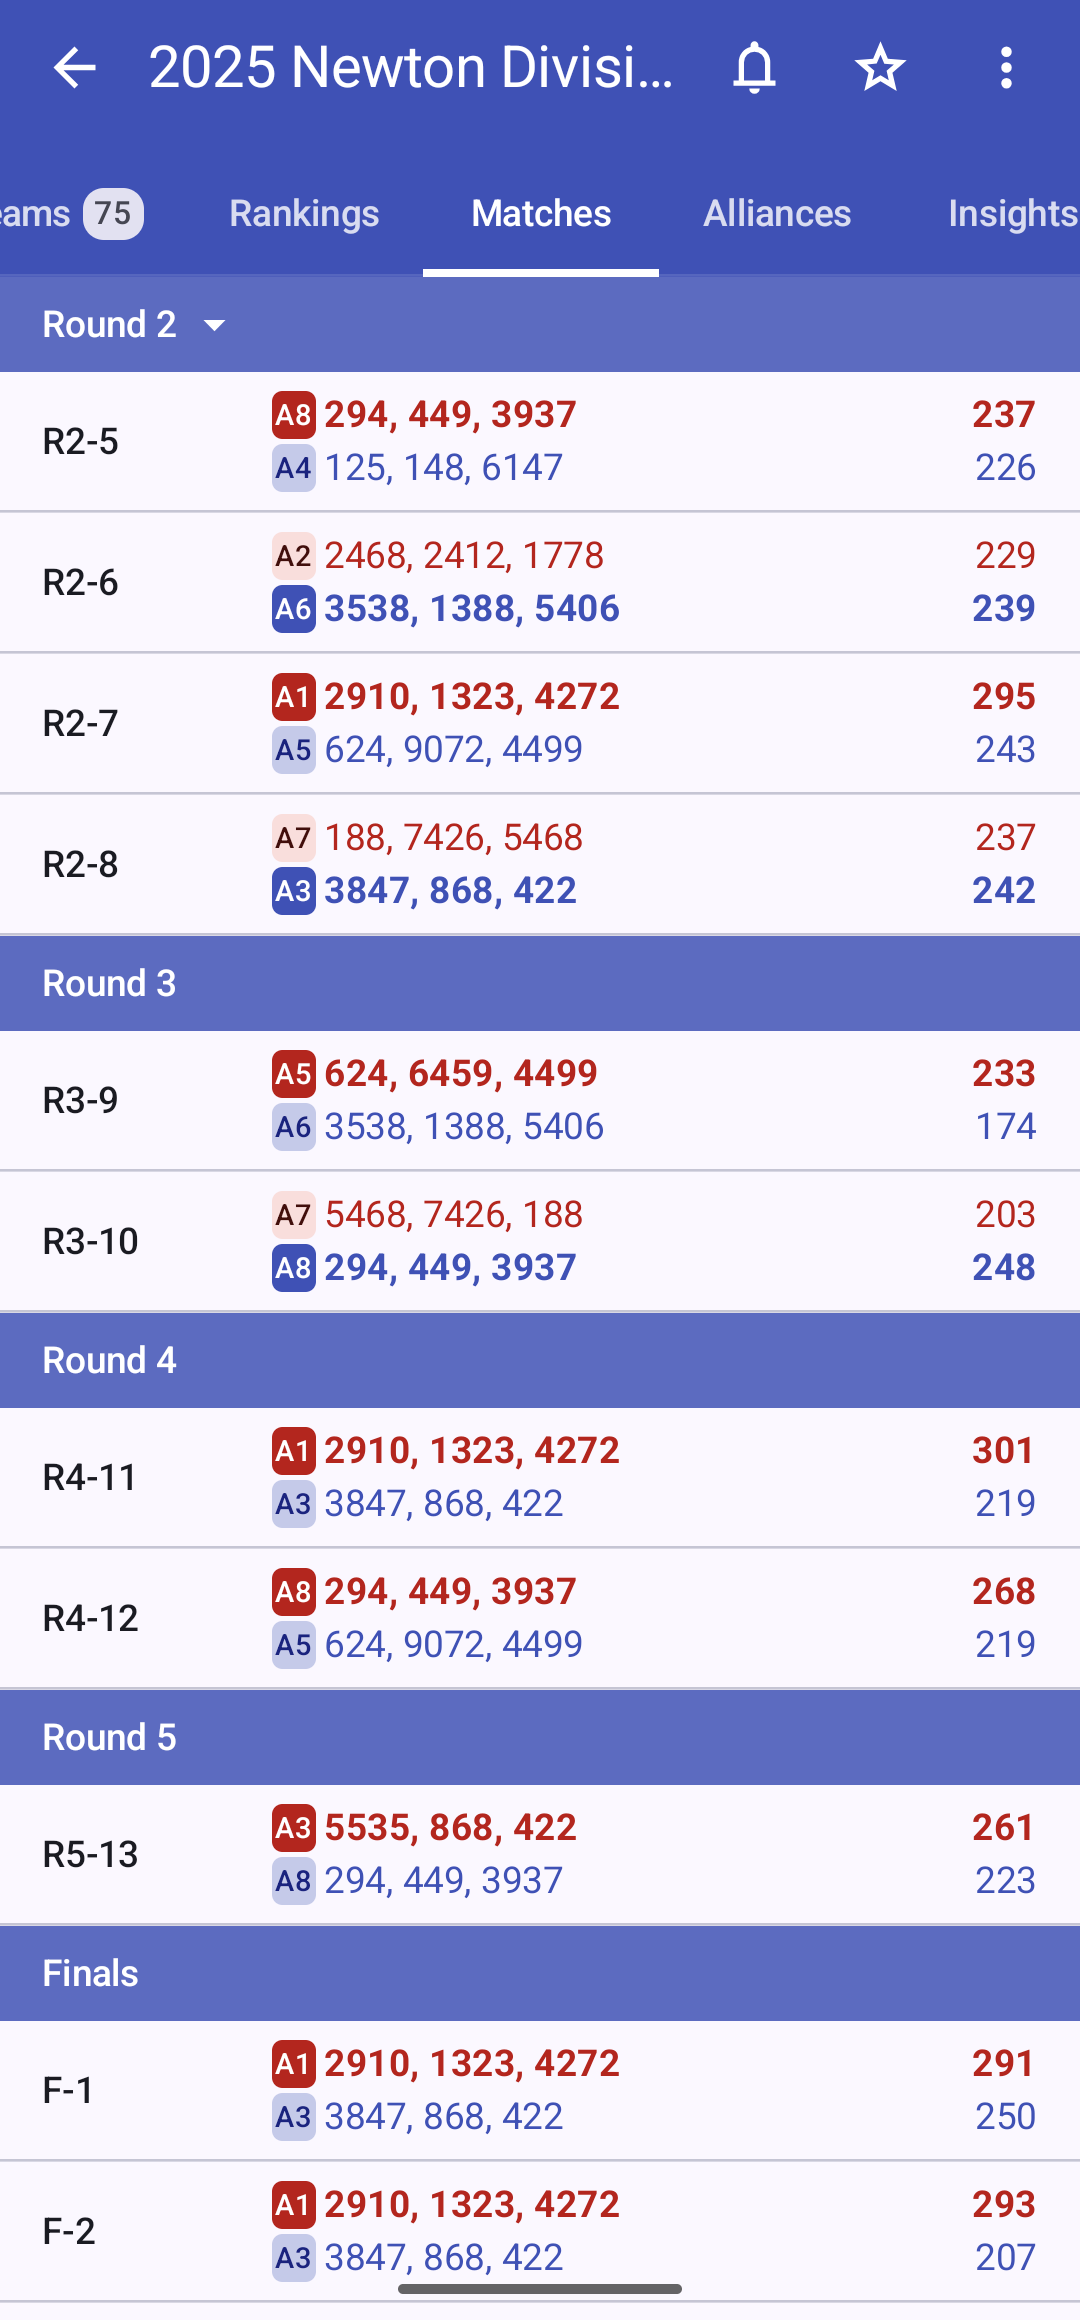 2025 Newton Divisi...
eams 75 Rankings Matches Alliances Insights
Round 2
R2-5
A8 294, 449, 3937 237
A4 125, 148, 6147 226
R2-6
A2 2468, 2412, 1778 229
A6 3538, 1388, 5406 239
R2-7
A1 2910, 1323, 4272 295
A5 624, 9072, 4499 243
R2-8
A7 188, 7426, 5468 237
A3 3847, 868, 422 242
Round 3
R3-9
A5 624, 6459, 4499 233
A6 3538, 1388, 5406 174
R3-10
A7 5468, 7426, 188 203
A8 294, 449, 3937 248
Round 4
R4-11
A1 2910, 1323, 4272 301
A3 3847, 868, 422 219
R4-12
A8 294, 449, 3937 268
A5 624, 9072, 4499 219
Round 5
R5-13
A3 5535, 868, 422 261
A8 294, 449, 3937 223
Finals
F-1
A1 2910, 1323, 4272 291
A3 3847, 868, 422 250
F-2
A1 2910, 1323, 4272 293
A3 3847, 868, 422 207